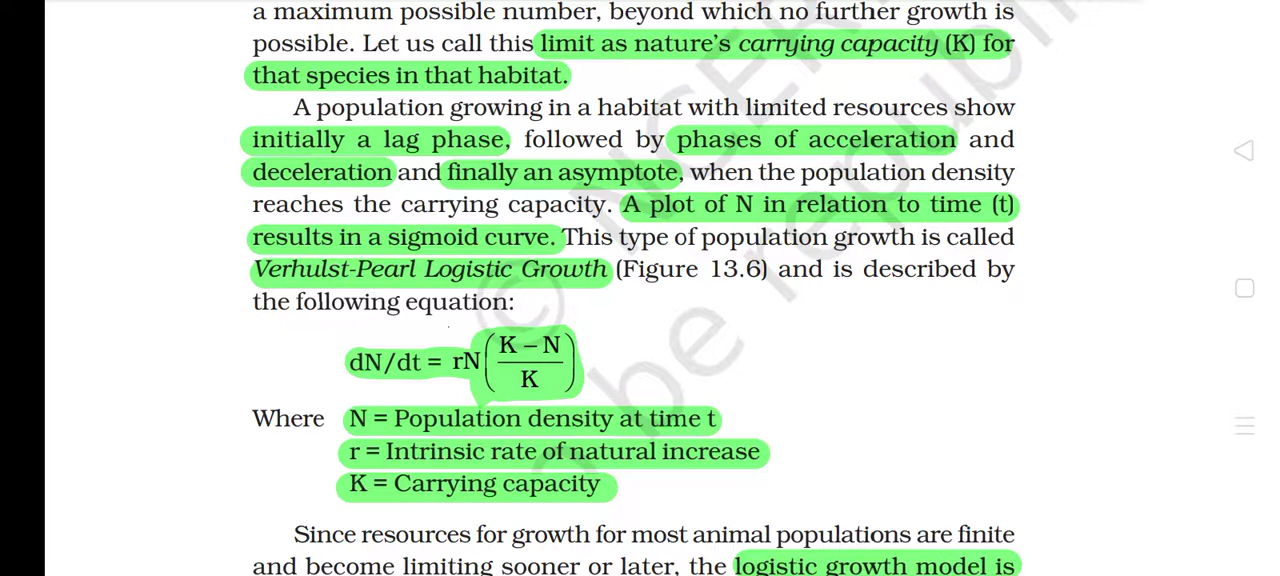 a maximum possible number, beyond which no further growth is
possible. Let us call this limit as nature’s carrying capacity (K) for
that species in that habitat.
A population growing in a habitat with limited resources show
initially a lag phase, followed by phases of acceleration and
deceleration and finally an asymptote, when the population density
reaches the carrying capacity. A plot of N in relation to time (t)
results in a sigmoid curve. This type of population growth is called
Verhulst-Pearl Logistic Growth (Figure 13.6) and is described by
the following equation:
dN/dt = rN((K – N)/K)
Where N = Population density at time t
r = Intrinsic rate of natural increase
K = Carrying capacity
Since resources for growth for most animal populations are finite
and become limiting sooner or later, the logistic growth model is
© NCER
be republi